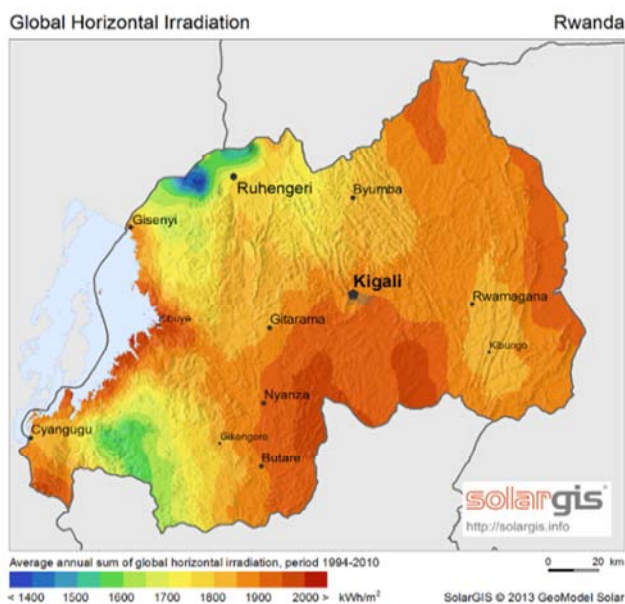 Global Horizontal Irradiation Rwanda
Ruhengeri
Byumba
Gisenyi
Kigali
Rwamagana
Kibuye
Gitarama
Kibungo
Nyanza
Cyangugu
Gikongoro
Butare
solargis
http://solargis.info
Average annual sum of global horizontal irradiation, period 1994-2010
0 20 km
< 1400 1500 1600 1700 1800 1900 2000 > kWh/m²
SolarGIS © 2013 GeoModel Solar